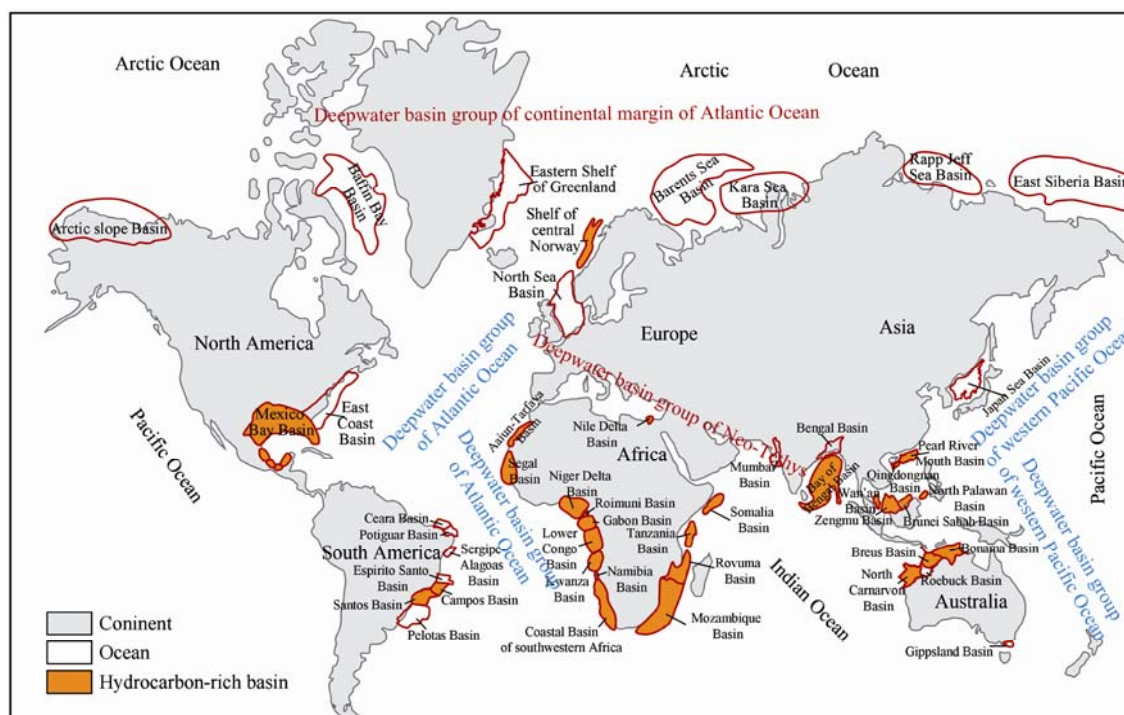 Arctic Ocean
Arctic
Ocean
Deepwater basin group of continental margin of Atlantic Ocean
Arctic slope Basin
Baffin Bay
Basin
Eastern Shelf
of Greenland
Barents Sea
Basin
Kara Sea
Basin
Rapp Jeff
Sea Basin
East Siberia Basin
Shelf of
central
Norway
North Sea
Basin
North America
Europe
Asia
Deepwater basin group
of Atlantic Ocean
Deepwater basin group of Neo-Tethys
Japan Sea Basin
Deepwater basin group
of western Pacific Ocean
Pacific Ocean
Pacific Ocean
Mexico
Bay Basin
East
Coast
Basin
Aaiun-Tarfaya
Basin
Segal
Basin
Nile Delta
Basin
Africa
Mumbai
Basin
Bengal Basin
Bay of
Bengal Basin
Pearl River
Mouth Basin
Qingdongnan
Basin
Wan'an
Basin
North Palawan
Basin
Zengmu Basin
Brunei Sabah Basin
Deepwater basin group
of Atlantic Ocean
Niger Delta
Basin
Roimuni Basin
Gabon Basin
Lower
Congo
Basin
Kwanza
Basin
Namibia
Basin
Coastal Basin
of southwestern Africa
Somalia
Basin
Tanzania
Basin
Rovuma
Basin
Mozambique
Basin
Indian Ocean
Ceara Basin
Potiguar Basin
South America
Sergipe
Alagoas
Basin
Espirito Santo
Basin
Campos Basin
Santos Basin
Pelotas Basin
Breus Basin
Bonama Basin
North
Carnarvon
Basin
Roebuck Basin
Australia
Gippsland Basin
Deepwater basin group
of western Pacific Ocean
Coninent
Ocean
Hydrocarbon-rich basin